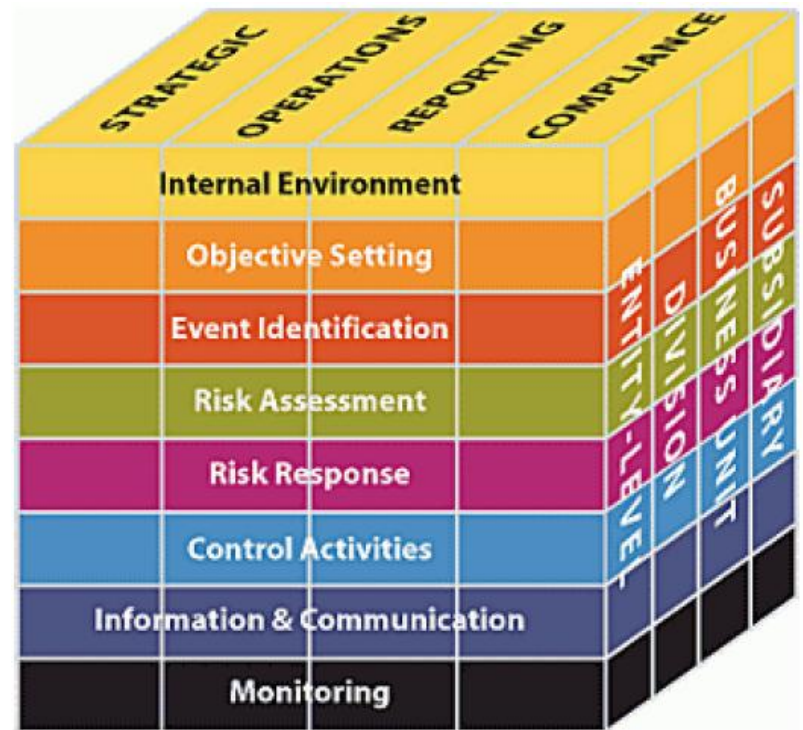 STRATEGIC
OPERATIONS
REPORTING
COMPLIANCE
Internal Environment
Objective Setting
Event Identification
Risk Assessment
Risk Response
Control Activities
Information & Communication
Monitoring
ENTITY-LEVEL
DIVISION
BUSINESS UNIT
SUBSIDIARY